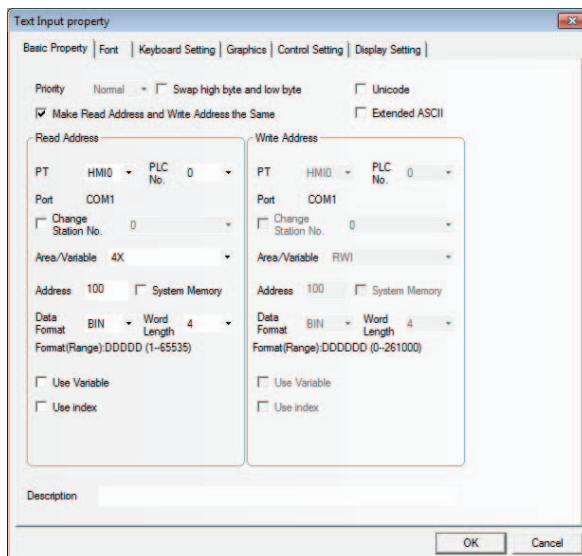 Text Input property
Basic Property Font Keyboard Setting Graphics Control Setting Display Setting
Priority Normal Swap high byte and low byte Unicode
Make Read Address and Write Address the Same Extended ASCII
Read Address Write Address
PT HMI0 PLC No. 0 PT HMI0 PLC No. 0
Port COM1 Port COM1
Change Station No. 0 Change Station No. 0
Area/Variable 4X Area/Variable RWI
Address 100 System Memory Address 100 System Memory
Data Format BIN Word Length 4 Data Format BIN Word Length 4
Format(Range):DDDDD (1--65535) Format(Range):DDDDDD (0--261000)
Use Variable Use Variable
Use index Use index
Description
OK Cancel